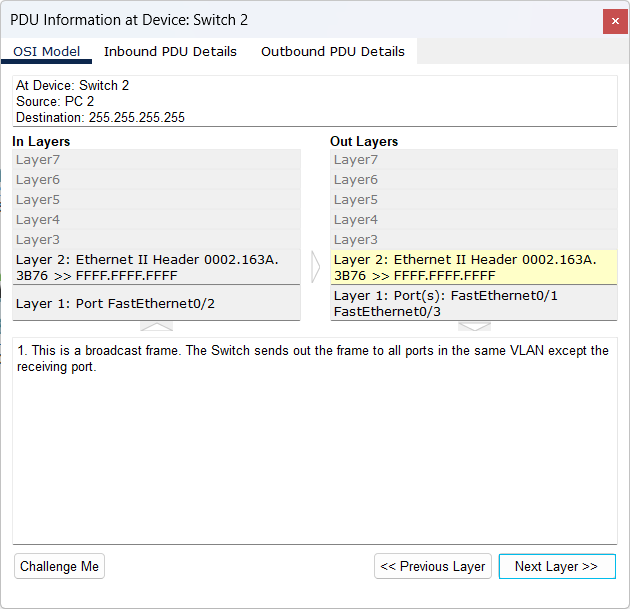 PDU Information at Device: Switch 2
OSI Model Inbound PDU Details Outbound PDU Details
At Device: Switch 2
Source: PC 2
Destination: 255.255.255.255
In Layers
Layer7
Layer6
Layer5
Layer4
Layer3
Layer 2: Ethernet II Header 0002.163A.
3B76 >> FFFF.FFFF.FFFF
Layer 1: Port FastEthernet0/2
Out Layers
Layer7
Layer6
Layer5
Layer4
Layer3
Layer 2: Ethernet II Header 0002.163A.
3B76 >> FFFF.FFFF.FFFF
Layer 1: Port(s): FastEthernet0/1
FastEthernet0/3
1. This is a broadcast frame. The Switch sends out the frame to all ports in the same VLAN except the
receiving port.
Challenge Me << Previous Layer Next Layer >>